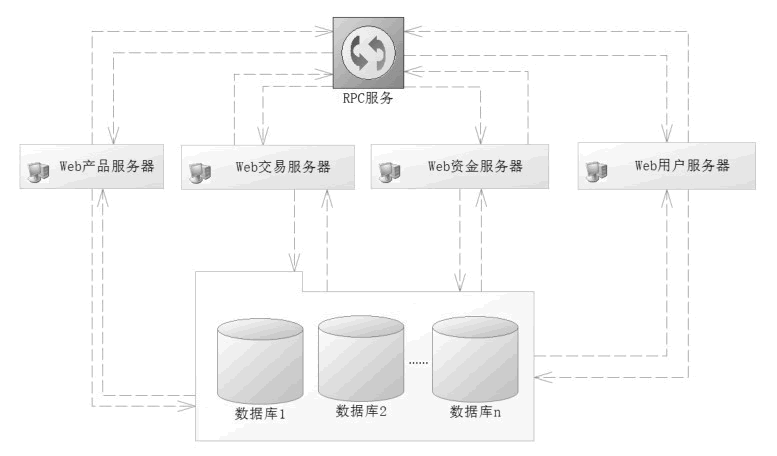 RPC服务
Web产品服务器
Web交易服务器
Web资金服务器
Web用户服务器
......
数据库1
数据库2
数据库n